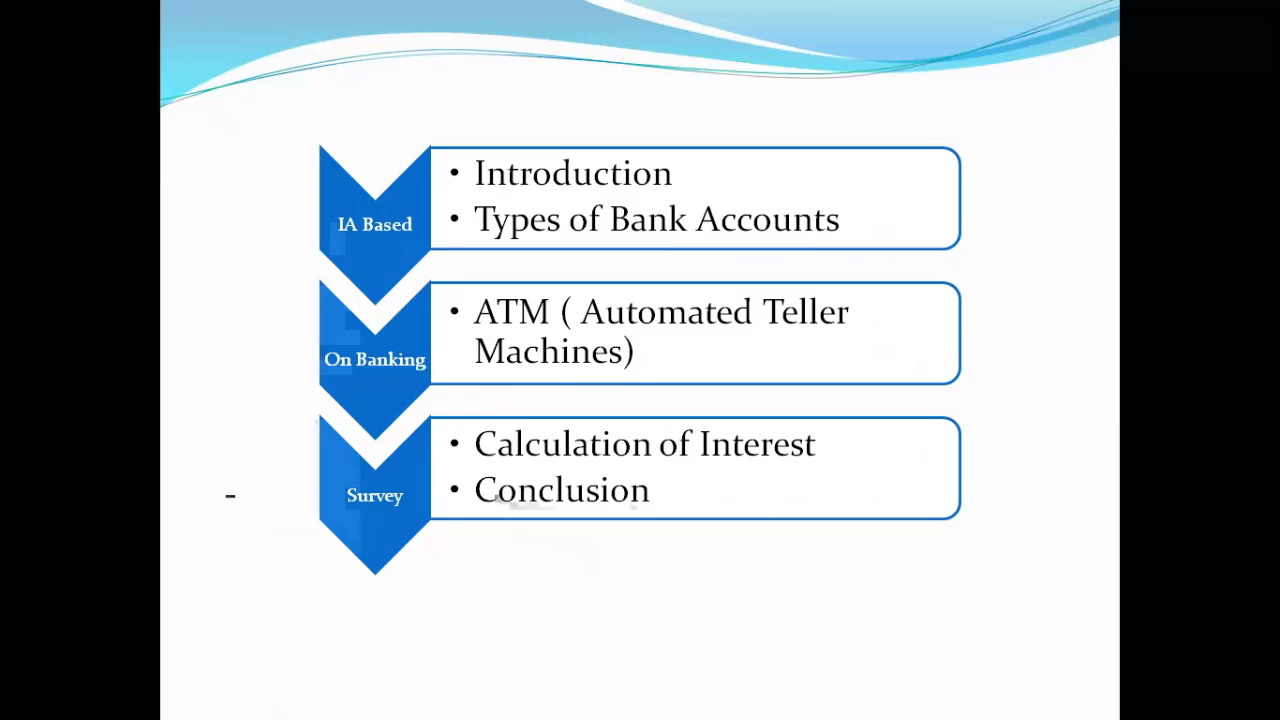 IA Based
• Introduction
• Types of Bank Accounts
On Banking
• ATM ( Automated Teller
Machines)
Survey
• Calculation of Interest
• Conclusion
-